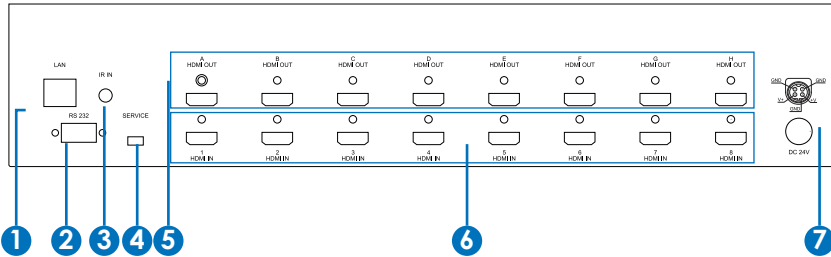 A B C D E F G H
HDMI OUT HDMI OUT HDMI OUT HDMI OUT HDMI OUT HDMI OUT HDMI OUT HDMI OUT
LAN
IR IN
GND GND
V+ +V
GND
RS 232 SERVICE
1 2 3 4 5 6 7 8
HDMI IN HDMI IN HDMI IN HDMI IN HDMI IN HDMI IN HDMI IN HDMI IN
DC 24V
1 2 3 4 5 6 7